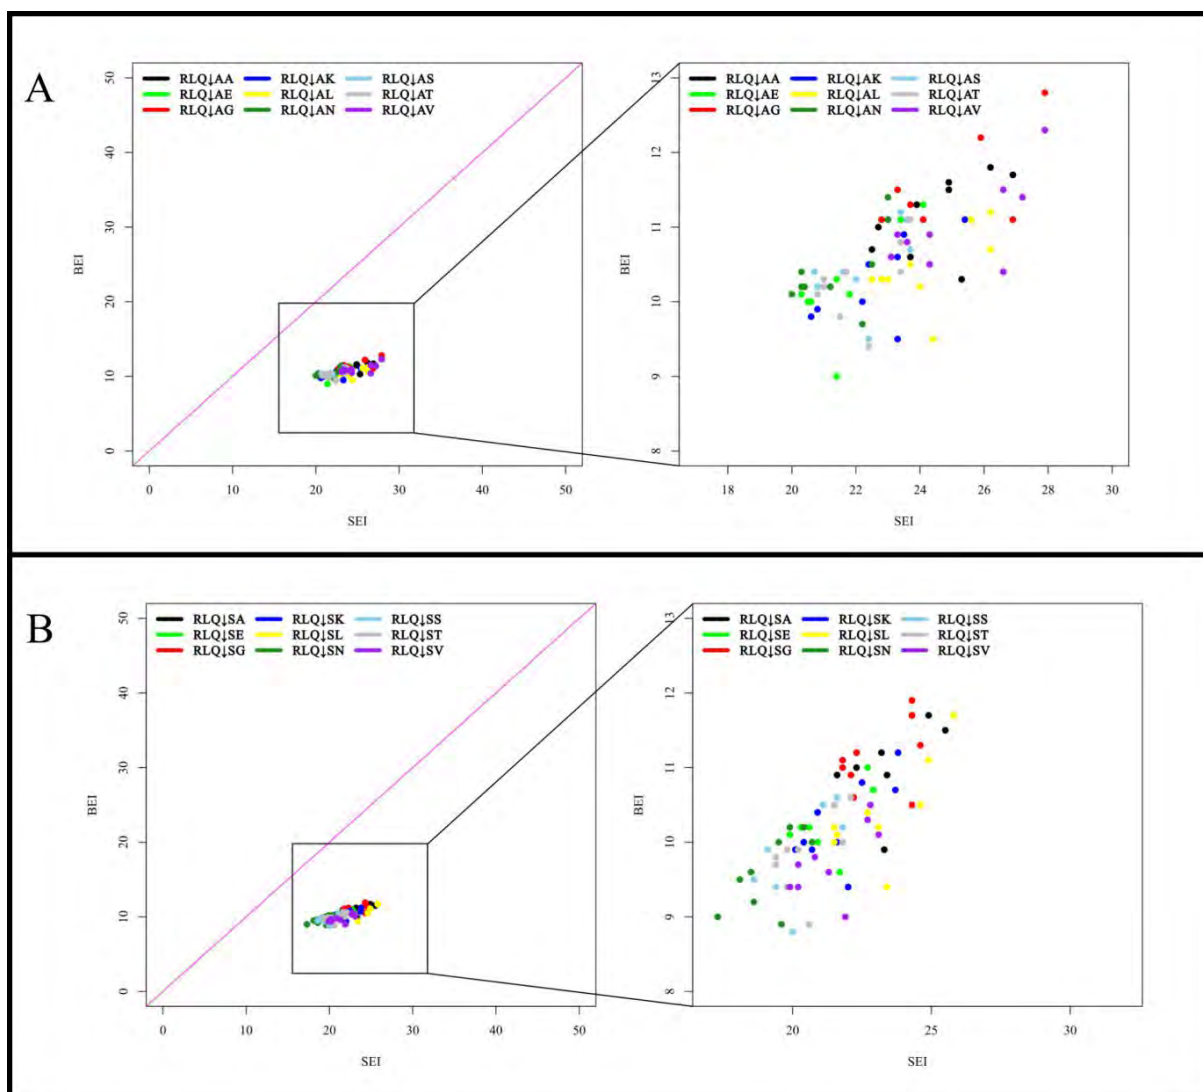 A
RLQ↓AA RLQ↓AK RLQ↓AS
RLQ↓AE RLQ↓AL RLQ↓AT
RLQ↓AG RLQ↓AN RLQ↓AV
BEI
50
40
30
20
10
0
0 10 20 30 40 50
SEI
RLQ↓AA RLQ↓AK RLQ↓AS
RLQ↓AE RLQ↓AL RLQ↓AT
RLQ↓AG RLQ↓AN RLQ↓AV
BEI
13
12
11
10
9
8
18 20 22 24 26 28 30
SEI
B
RLQ↓SA RLQ↓SK RLQ↓SS
RLQ↓SE RLQ↓SL RLQ↓ST
RLQ↓SG RLQ↓SN RLQ↓SV
BEI
50
40
30
20
10
0
0 10 20 30 40 50
SEI
RLQ↓SA RLQ↓SK RLQ↓SS
RLQ↓SE RLQ↓SL RLQ↓ST
RLQ↓SG RLQ↓SN RLQ↓SV
BEI
13
12
11
10
9
8
20 25 30
SEI